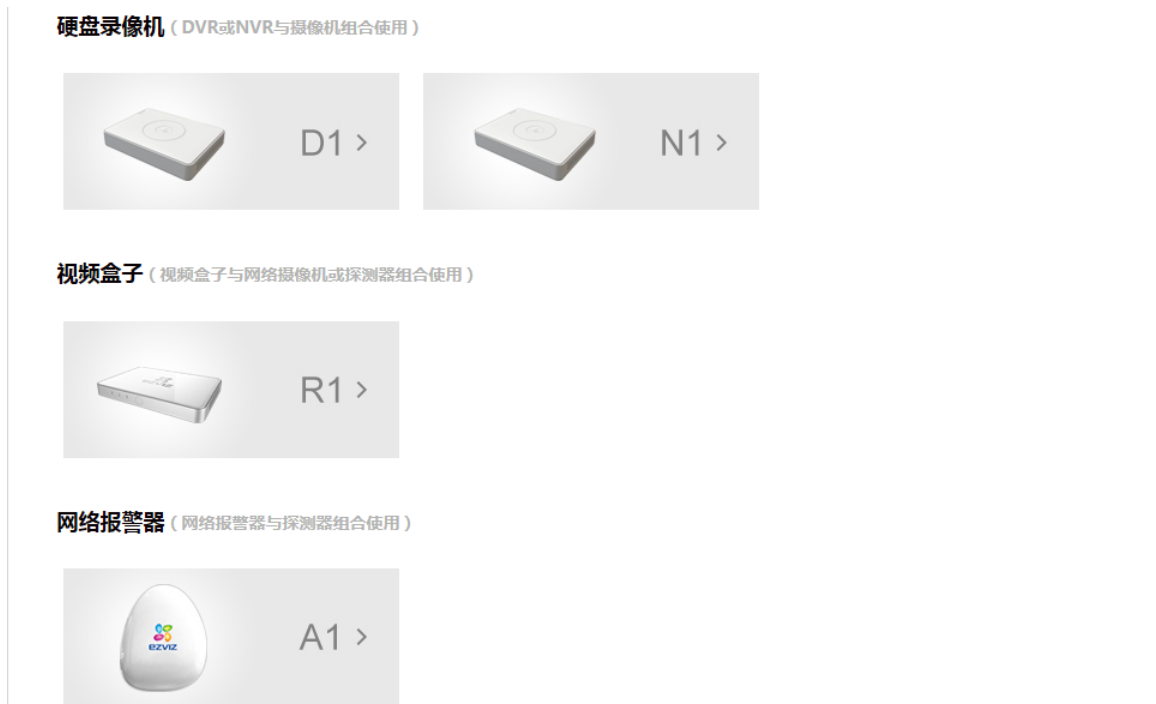 硬盘录像机（DVR或NVR与摄像机组合使用）
D1 >
N1 >
视频盒子（视频盒子与网络摄像机或探测器组合使用）
R1 >
网络报警器（网络报警器与探测器组合使用）
ezviz
A1 >